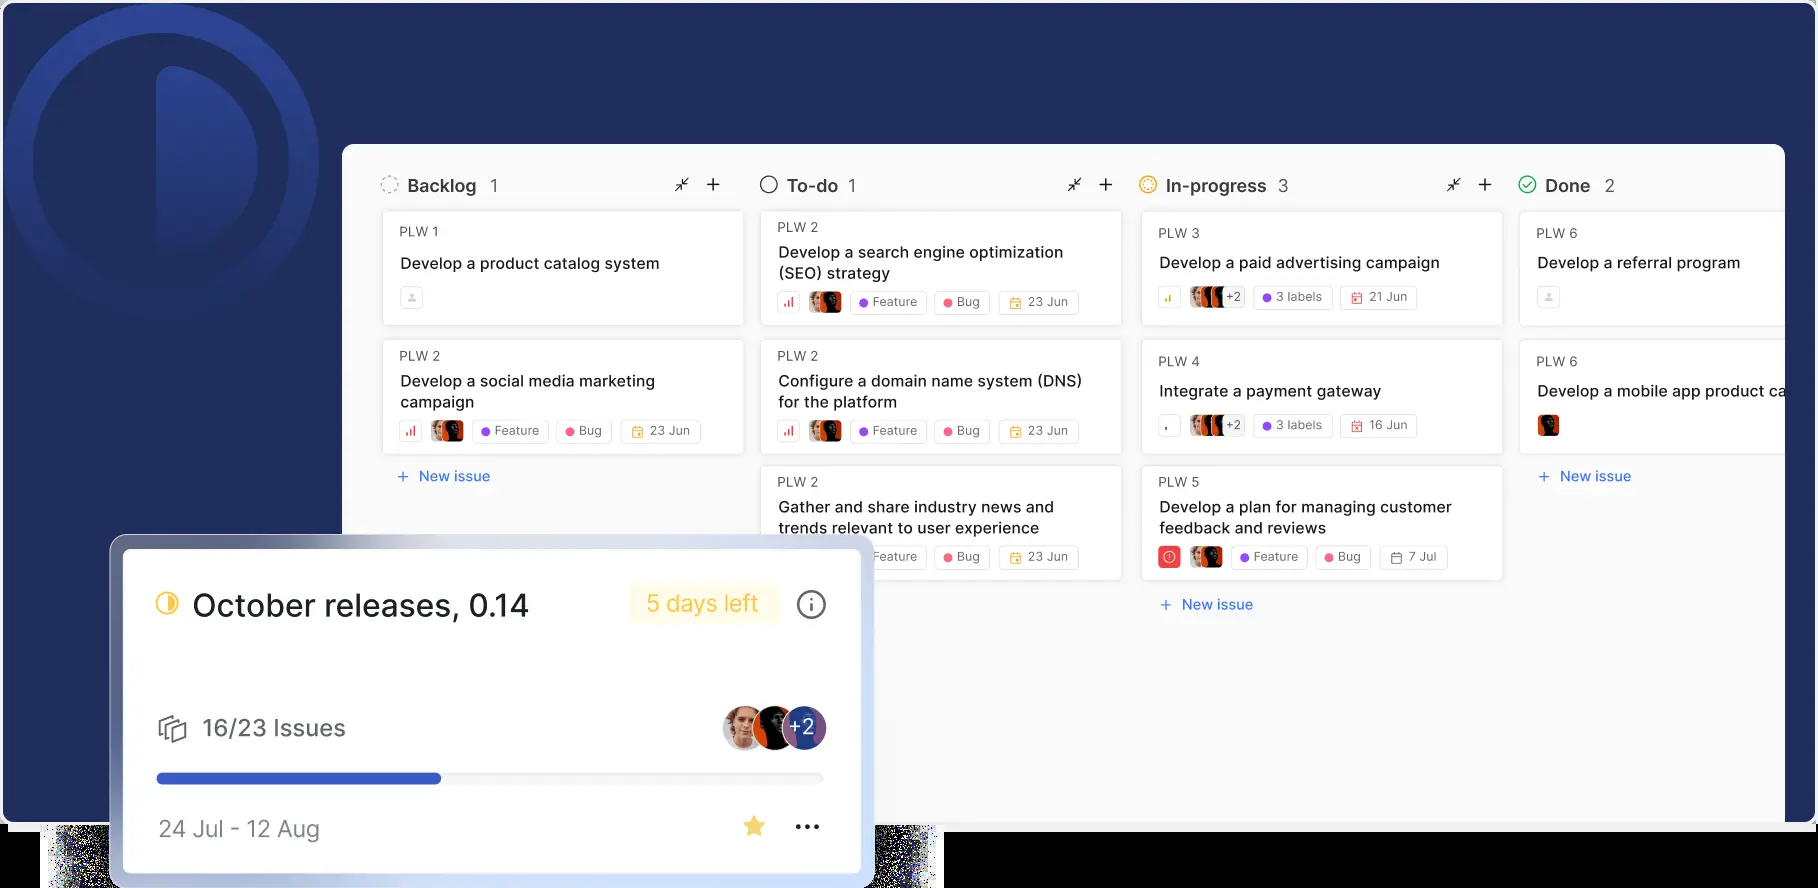 Backlog 1
PLW 1
Develop a product catalog system
PLW 2
Develop a social media marketing
campaign
Feature
Bug
23 Jun
+ New issue
To-do 1
PLW 2
Develop a search engine optimization
(SEO) strategy
Feature
Bug
23 Jun
PLW 2
Configure a domain name system (DNS)
for the platform
Feature
Bug
23 Jun
PLW 2
Gather and share industry news and
trends relevant to user experience
Feature
Bug
23 Jun
In-progress 3
PLW 3
Develop a paid advertising campaign
+2
3 labels
21 Jun
PLW 4
Integrate a payment gateway
+2
3 labels
16 Jun
PLW 5
Develop a plan for managing customer
feedback and reviews
Feature
Bug
7 Jul
+ New issue
Done 2
PLW 6
Develop a referral program
PLW 6
Develop a mobile app product ca
+ New issue
October releases, 0.14
5 days left
16/23 Issues
+2
24 Jul - 12 Aug